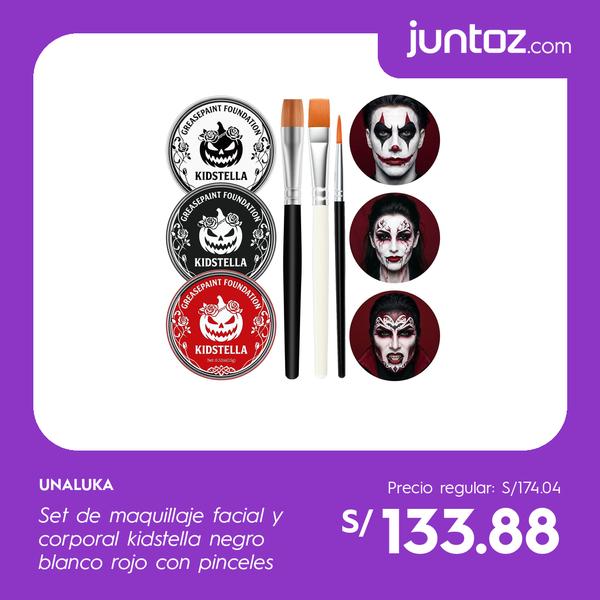 juntoz.com
GREASEPAINT FOUNDATION
KIDSTELLA
GREASEPAINT FOUNDATION
KIDSTELLA
GREASEPAINT FOUNDATION
KIDSTELLA
UNALUKA
Set de maquillaje facial y
corporal kidstella negro
blanco rojo con pinceles
Precio regular: S/174.04
S/ 133.88